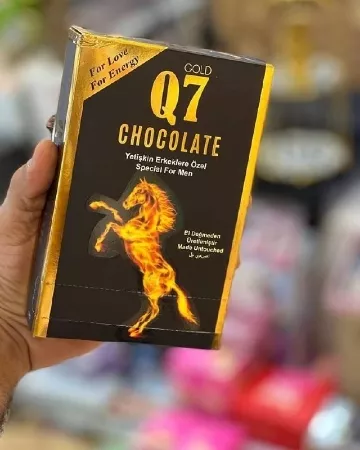 For Love
For Energy
GOLD
Q7
CHOCOLATE
Yetişkin Erkeklere Özel
Special For Men
El Değmeden
Üretilmiştir
Made Untouched